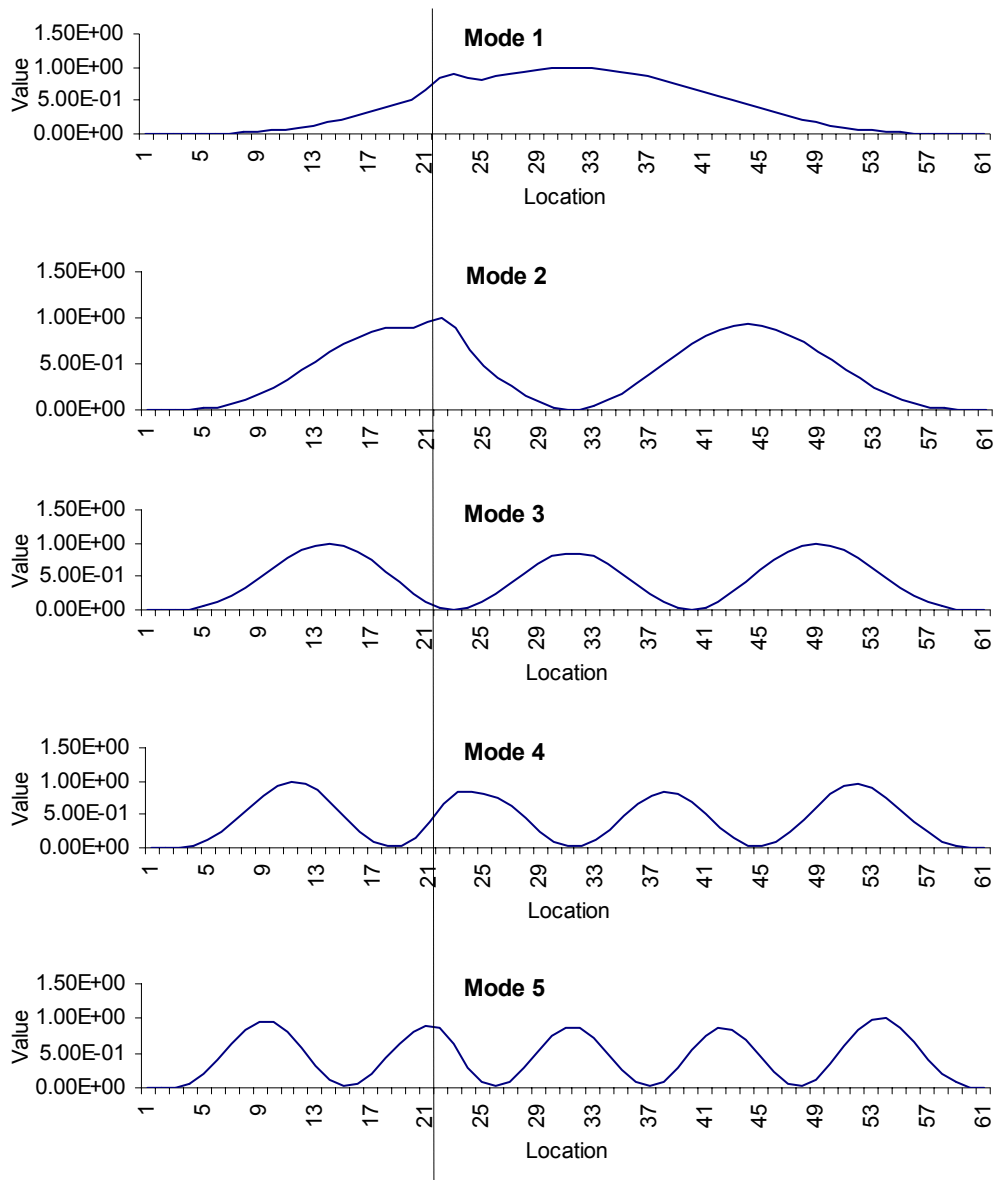 Mode 1
Value
1.50E+00
1.00E+00
5.00E-01
0.00E+00
1 5 9 13 17 21 25 29 33 37 41 45 49 53 57 61
Location
Mode 2
1.50E+00
1.00E+00
5.00E-01
0.00E+00
1 5 9 13 17 21 25 29 33 37 41 45 49 53 57 61
Mode 3
Value
1.50E+00
1.00E+00
5.00E-01
0.00E+00
1 5 9 13 17 21 25 29 33 37 41 45 49 53 57 61
Location
Mode 4
Value
1.50E+00
1.00E+00
5.00E-01
0.00E+00
1 5 9 13 17 21 25 29 33 37 41 45 49 53 57 61
Location
Mode 5
Value
1.50E+00
1.00E+00
5.00E-01
0.00E+00
1 5 9 13 17 21 25 29 33 37 41 45 49 53 57 61
Location